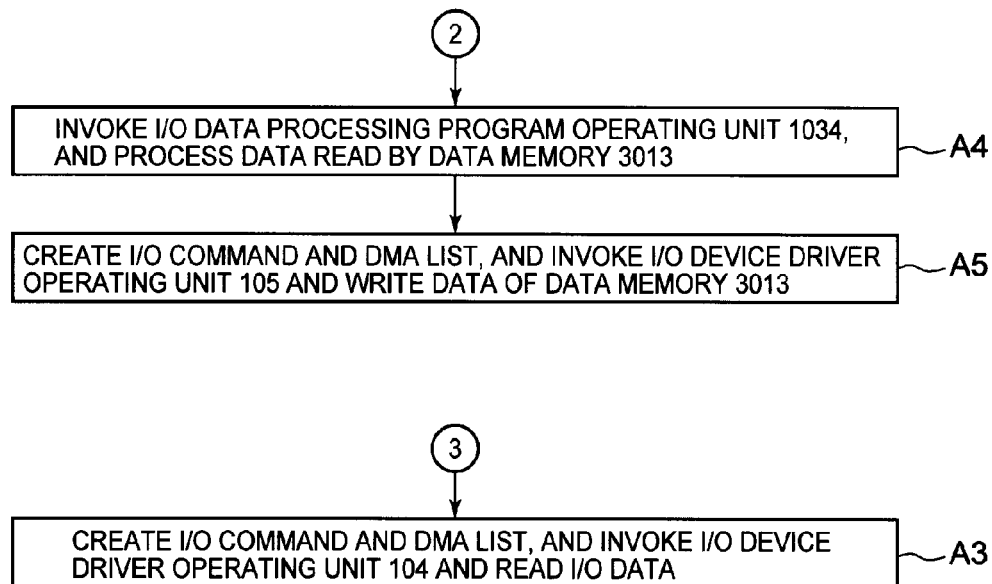 2
INVOKE I/O DATA PROCESSING PROGRAM OPERATING UNIT 1034,
AND PROCESS DATA READ BY DATA MEMORY 3013
A4
CREATE I/O COMMAND AND DMA LIST, AND INVOKE I/O DEVICE DRIVER
OPERATING UNIT 105 AND WRITE DATA OF DATA MEMORY 3013
A5
3
CREATE I/O COMMAND AND DMA LIST, AND INVOKE I/O DEVICE
DRIVER OPERATING UNIT 104 AND READ I/O DATA
A3